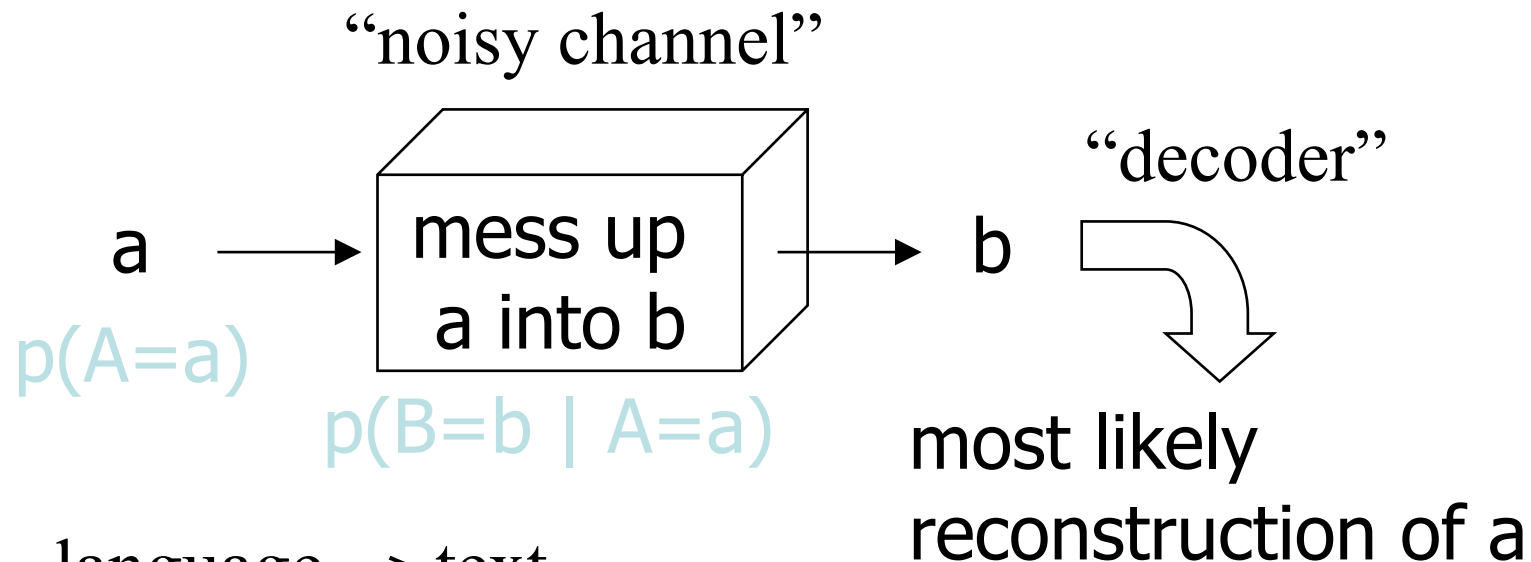 “noisy channel”
“decoder”
a
mess up
a into b
b
p(A=a)
p(B=b | A=a)
most likely
reconstruction of a